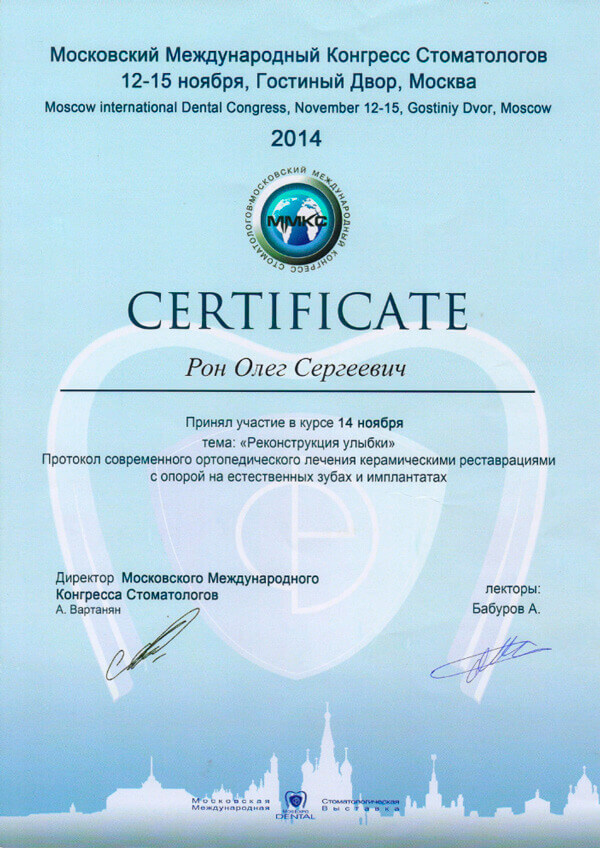 Московский Международный Конгресс Стоматологов
12-15 ноября, Гостиный Двор, Москва
Moscow international Dental Congress, November 12-15, Gostiniy Dvor, Moscow
2014
МОСКОВСКИЙ МЕЖДУНАРОДНЫЙ КОНГРЕСС СТОМАТОЛОГОВ
ММКС
CERTIFICATE
Рон Олег Сергеевич
Принял участие в курсе 14 ноября
тема: «Реконструкция улыбки»
Протокол современного ортопедического лечения керамическими реставрациями
с опорой на естественных зубах и имплантатах
Директор Московского Международного
Конгресса Стоматологов
А. Вартанян
лекторы:
Бабуров А.
Московская
Международная
DENTAL
Стоматологическая
Выставка